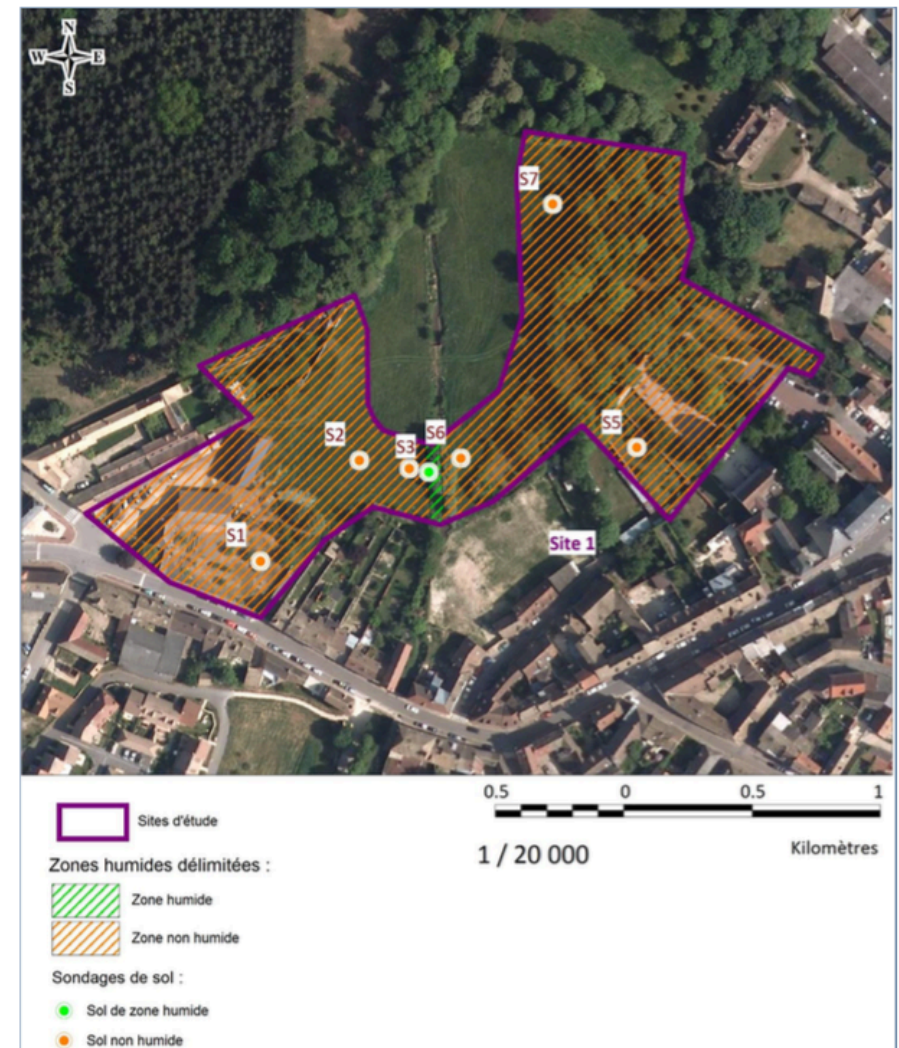 N
W E
S
S7
S2
S3
S6
S5
S1
Site 1
0.5 0 0.5 1
1 / 20 000
Kilomètres
Sites d'étude
Zones humides délimitées :
Zone humide
Zone non humide
Sondages de sol :
Sol de zone humide
Sol non humide